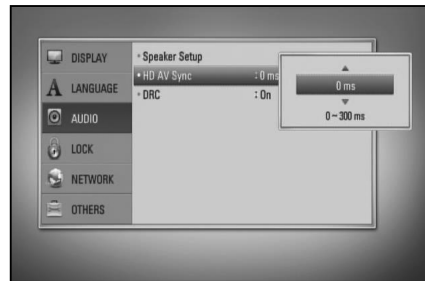 DISPLAY
LANGUAGE
AUDIO
LOCK
NETWORK
OTHERS
Speaker Setup
HD AV Sync : 0 ms
DRC : On
0 ms
0 ~ 300 ms